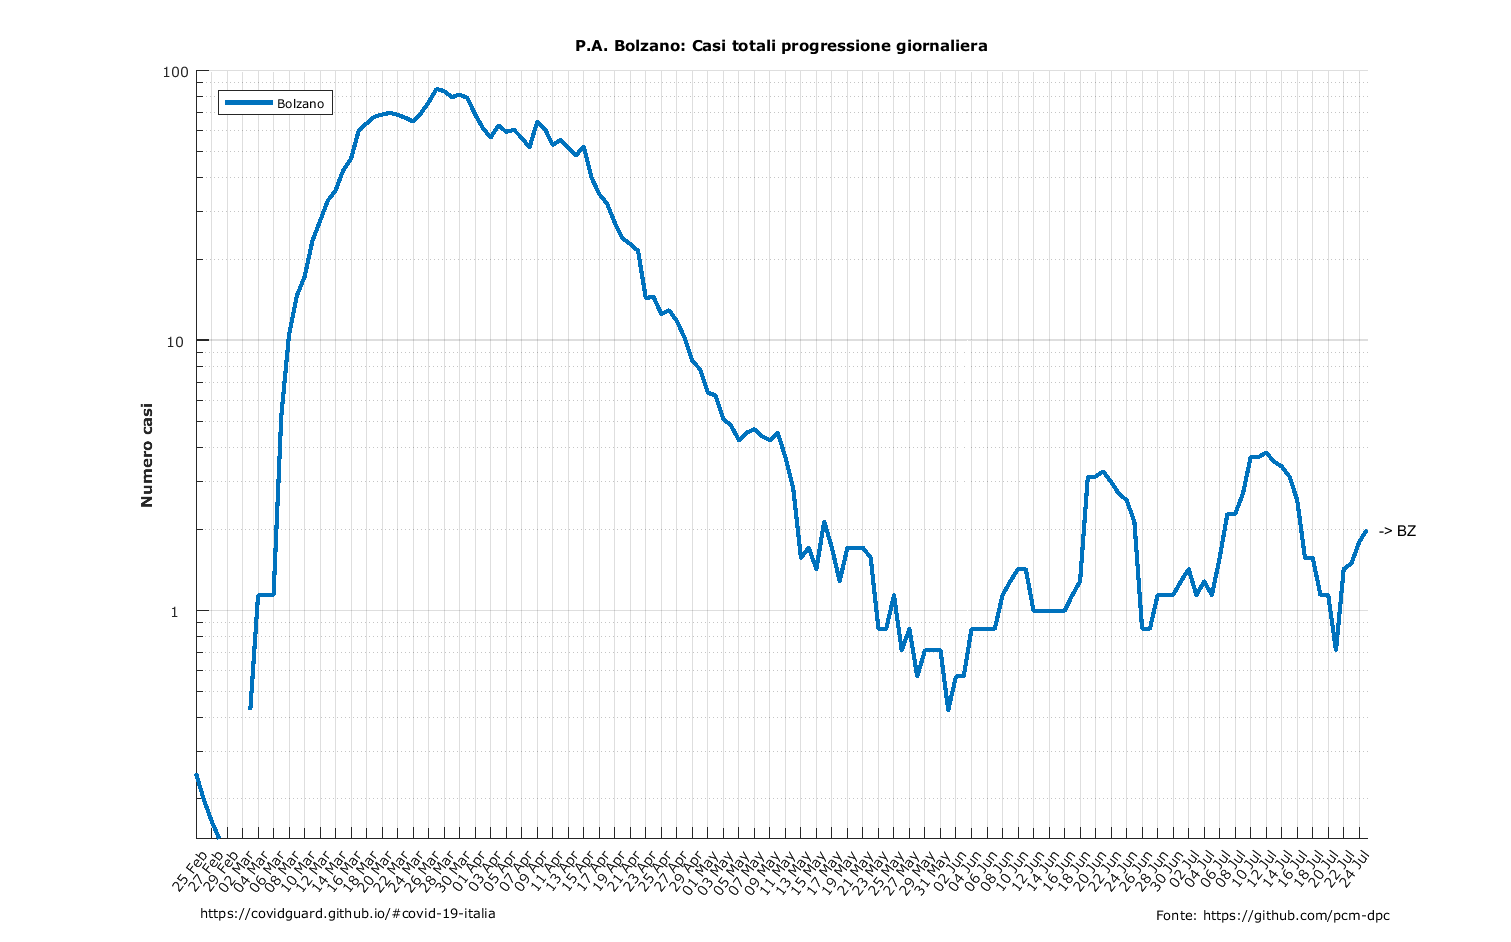 P.A. Bolzano: Casi totali progressione giornaliera
100
Bolzano
10
1
Numero casi
-> BZ
25 Feb
27 Feb
29 Feb
02 Mar
04 Mar
06 Mar
08 Mar
10 Mar
12 Mar
14 Mar
16 Mar
18 Mar
20 Mar
22 Mar
24 Mar
26 Mar
28 Mar
30 Mar
01 Apr
03 Apr
05 Apr
07 Apr
09 Apr
11 Apr
13 Apr
15 Apr
17 Apr
19 Apr
21 Apr
23 Apr
25 Apr
27 Apr
29 Apr
01 May
03 May
05 May
07 May
09 May
11 May
13 May
15 May
17 May
19 May
21 May
23 May
25 May
27 May
29 May
31 May
02 Jun
04 Jun
06 Jun
08 Jun
10 Jun
12 Jun
14 Jun
16 Jun
18 Jun
20 Jun
22 Jun
24 Jun
26 Jun
28 Jun
30 Jun
02 Jul
04 Jul
06 Jul
08 Jul
10 Jul
12 Jul
14 Jul
16 Jul
18 Jul
20 Jul
22 Jul
24 Jul
https://covidguard.github.io/#covid-19-italia
Fonte: https://github.com/pcm-dpc